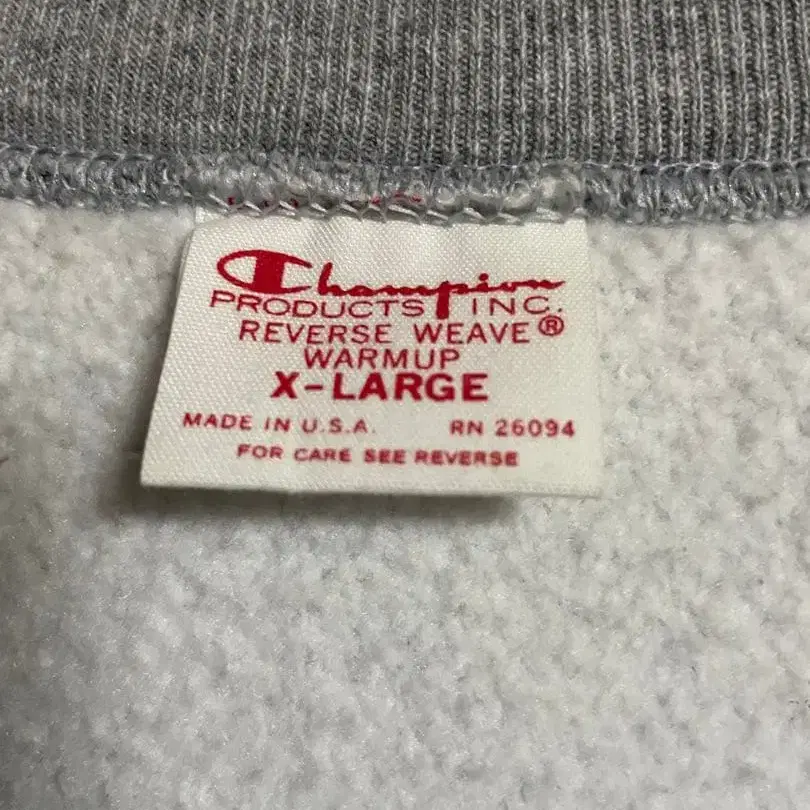 Champion
PRODUCTS INC.
REVERSE WEAVE®
WARMUP
X-LARGE
MADE IN U.S.A. RN 26094
FOR CARE SEE REVERSE